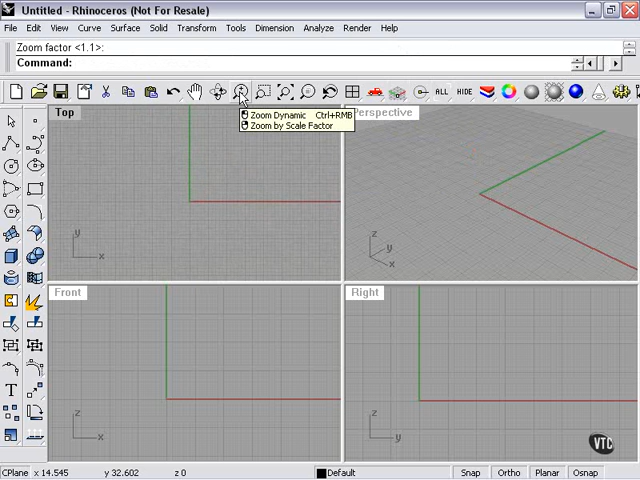 Untitled - Rhinoceros (Not For Resale)
File Edit View Curve Surface Solid Transform Tools Dimension Analyze Render Help
Zoom factor <1.1>:
Command:
ALL HIDE
Zoom Dynamic Ctrl+RMB
Zoom by Scale Factor
Top
Perspective
y
x
z
y
x
Front
Right
z
x
z
y
T
VTC
CPlane x 14.545 y 32.602 z 0 Default Snap Ortho Planar Osnap